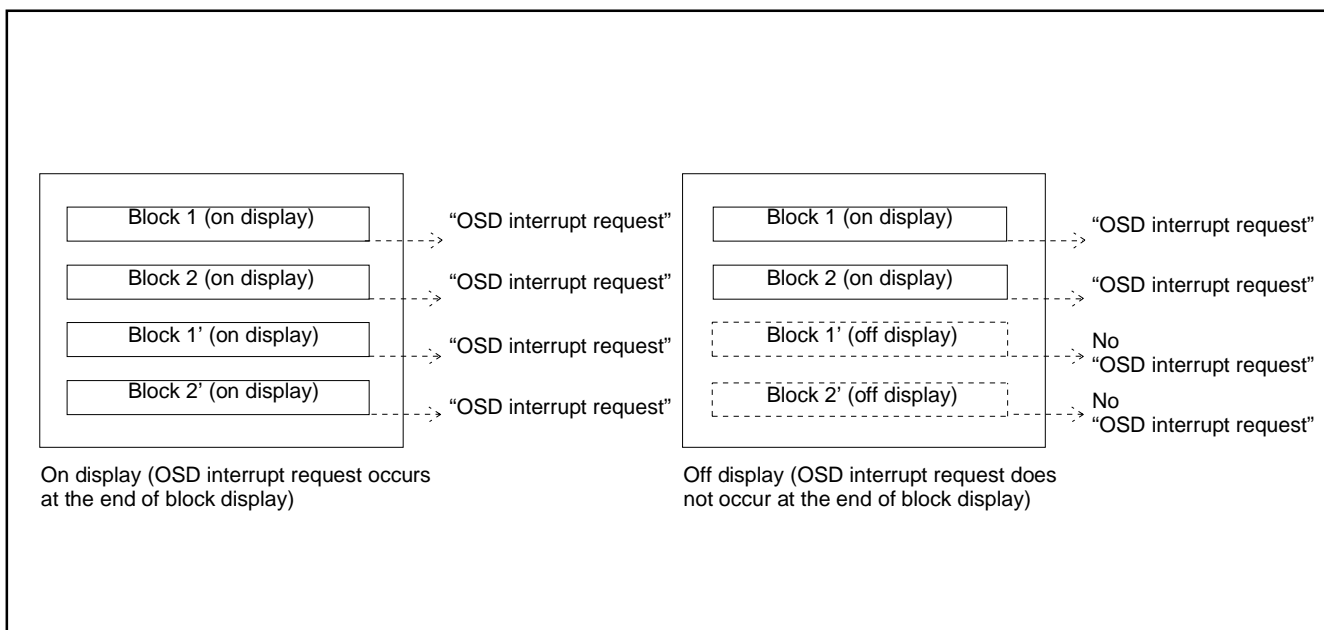 Block 1 (on display)
“OSD interrupt request”
Block 2 (on display)
“OSD interrupt request”
Block 1’ (on display)
“OSD interrupt request”
Block 2’ (on display)
“OSD interrupt request”
On display (OSD interrupt request occurs
at the end of block display)
Block 1 (on display)
“OSD interrupt request”
Block 2 (on display)
“OSD interrupt request”
Block 1’ (off display)
No
“OSD interrupt request”
Block 2’ (off display)
No
“OSD interrupt request”
Off display (OSD interrupt request does
not occur at the end of block display)